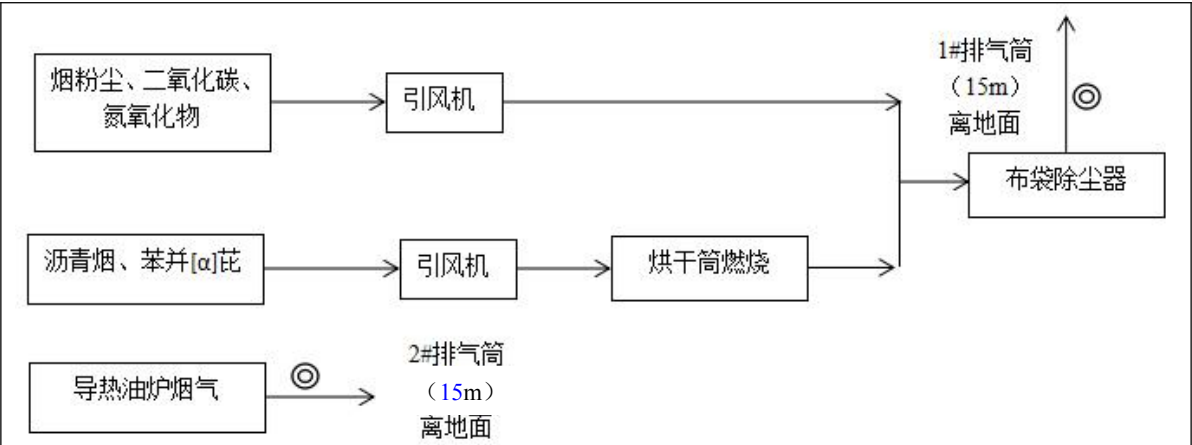 烟粉尘、二氧化碳、
氮氧化物
引风机
1#排气筒
（15m）
离地面
布袋除尘器
沥青烟、苯并[α]芘
引风机
烘干筒燃烧
导热油炉烟气
2#排气筒
（15m）
离地面